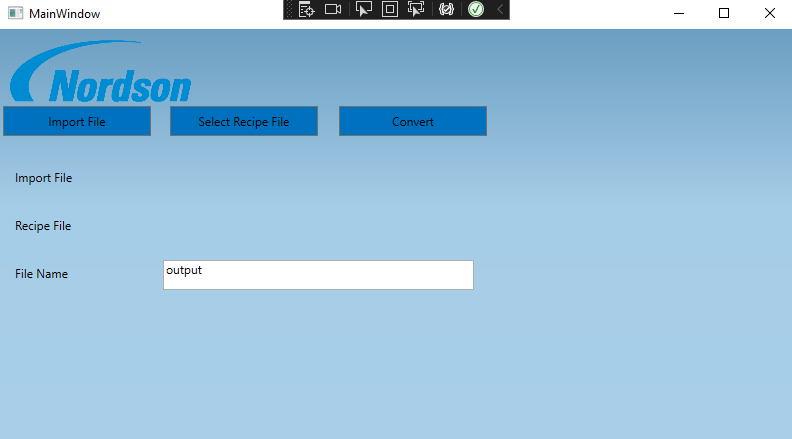 MainWindow
Nordson
Import File
Select Recipe File
Convert
Import File
Recipe File
File Name
output